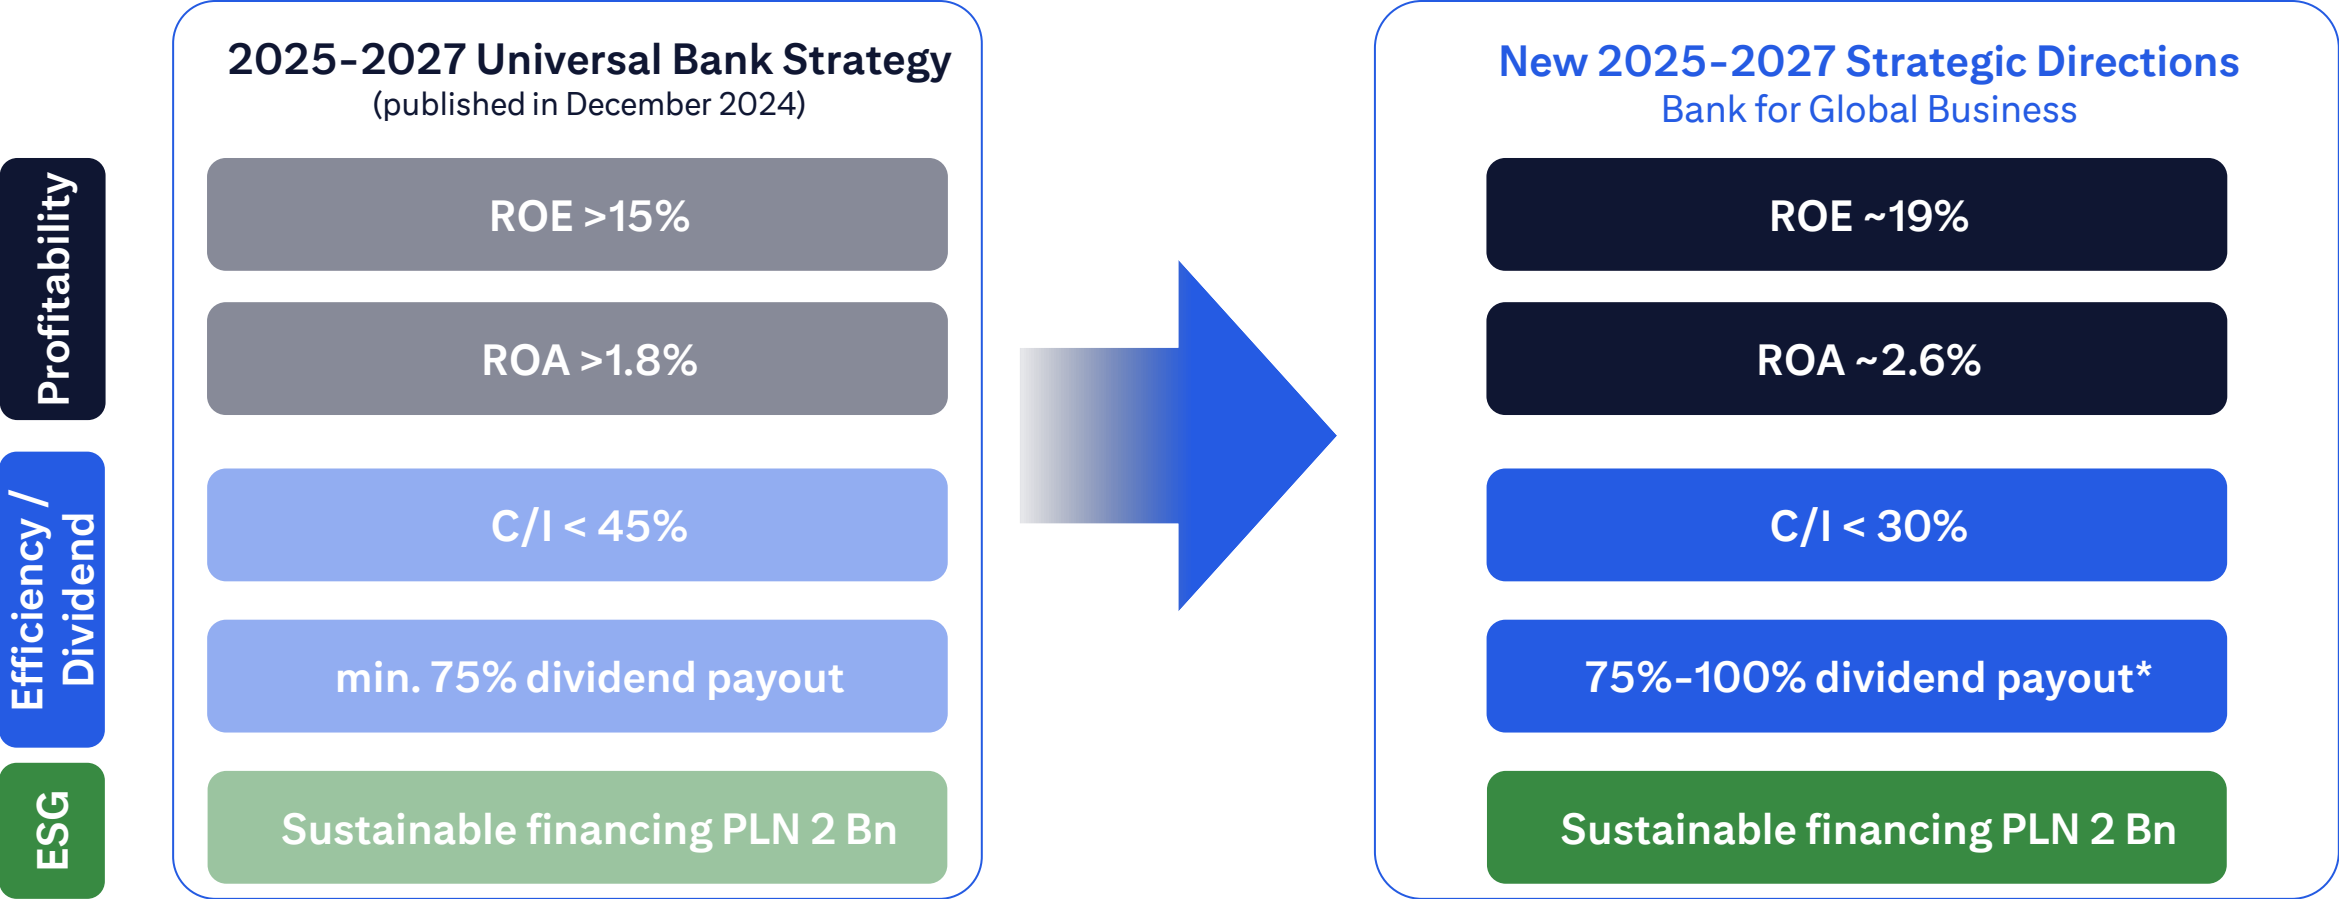 2025-2027 Universal Bank Strategy
(published in December 2024)
New 2025-2027 Strategic Directions
Bank for Global Business
Profitability
ROE >15%
ROE ~19%
ROA >1.8%
ROA ~2.6%
Efficiency /
Dividend
C/I < 45%
C/I < 30%
min. 75% dividend payout
75%-100% dividend payout*
ESG
Sustainable financing PLN 2 Bn
Sustainable financing PLN 2 Bn